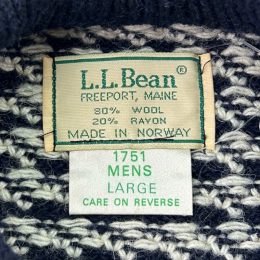 L.L.Bean®
FREEPORT, MAINE
80% WOOL
20% RAYON
MADE IN NORWAY
1751
MENS
LARGE
CARE ON REVERSE